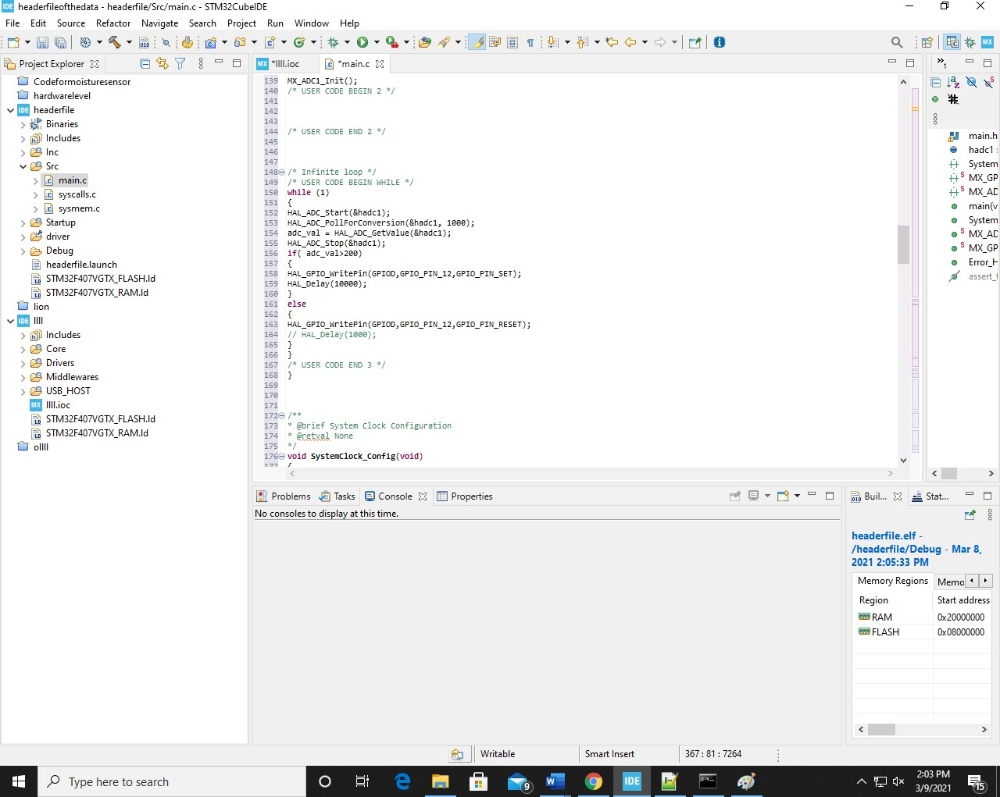 headerfileofthedata - headerfile/Src/main.c - STM32CubeIDE
File Edit Source Refactor Navigate Search Project Run Window Help
Project Explorer
Codeformoisturesensor
hardwarelevel
headerfile
Binaries
Includes
Inc
Src
main.c
syscalls.c
sysmem.c
Startup
driver
Debug
headerfile.launch
STM32F407VGTX_FLASH.ld
STM32F407VGTX_RAM.ld
lion
llll
Includes
Core
Drivers
Middlewares
USB_HOST
llll.ioc
STM32F407VGTX_FLASH.ld
STM32F407VGTX_RAM.ld
ollll
*llll.ioc *main.c
139 MX_ADC1_Init();
140 /* USER CODE BEGIN 2 */
141
142
143
144 /* USER CODE END 2 */
145
146
147
148 /* Infinite loop */
149 /* USER CODE BEGIN WHILE */
150 while (1)
151 {
152 HAL_ADC_Start(&hadc1);
153 HAL_ADC_PollForConversion(&hadc1, 1000);
154 adc_val = HAL_ADC_GetValue(&hadc1);
155 HAL_ADC_Stop(&hadc1);
156 if( adc_val>200)
157 {
158 HAL_GPIO_WritePin(GPIOD,GPIO_PIN_12,GPIO_PIN_SET);
159 HAL_Delay(10000);
160 }
161 else
162 {
163 HAL_GPIO_WritePin(GPIOD,GPIO_PIN_12,GPIO_PIN_RESET);
164 // HAL_Delay(1000);
165 }
166 }
167 /* USER CODE END 3 */
168 }
169
170
171
172 /**
173 * @brief System Clock Configuration
174 * @retval None
175 */
176 void SystemClock_Config(void)
177 {
main.h
hadc1 :
System
MX_GP
MX_AD
main(v
System
MX_AD
MX_GP
Error_H
assert_f
Problems Tasks Console Properties
No consoles to display at this time.
Buil... Stat...
headerfile.elf -
/headerfile/Debug - Mar 8,
2021 2:05:33 PM
Memory Regions Memo
Region Start address
RAM 0x20000000
FLASH 0x08000000
Writable Smart Insert 367 : 81 : 7264
Type here to search
9
IDE
2:03 PM
3/9/2021
15